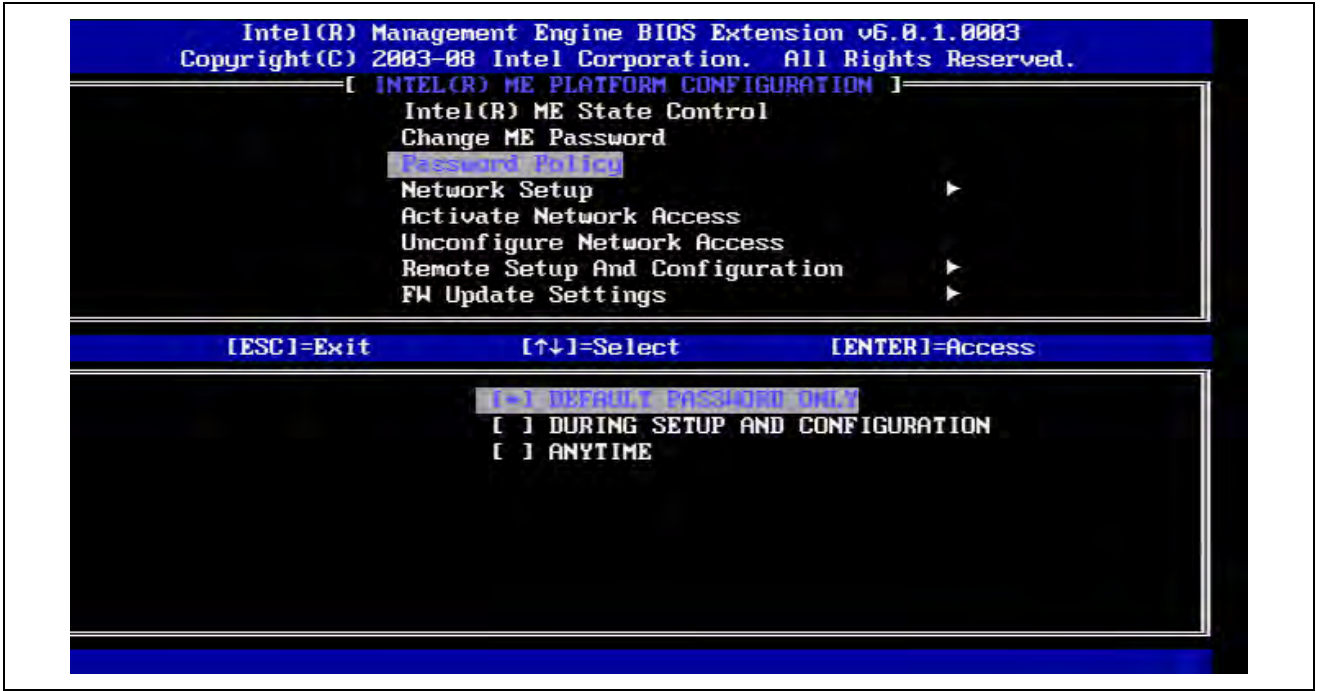 Intel(R) Management Engine BIOS Extension v6.0.1.0003
Copyright(C) 2003-08 Intel Corporation. All Rights Reserved.
[ INTEL(R) ME PLATFORM CONFIGURATION ]
Intel(R) ME State Control
Change ME Password
Password Policy
Network Setup ►
Activate Network Access
Unconfigure Network Access
Remote Setup And Configuration ►
FW Update Settings ►
[ESC]=Exit [↑↓]=Select [ENTER]=Access
[*] DEFAULT PASSWORD ONLY
[ ] DURING SETUP AND CONFIGURATION
[ ] ANYTIME